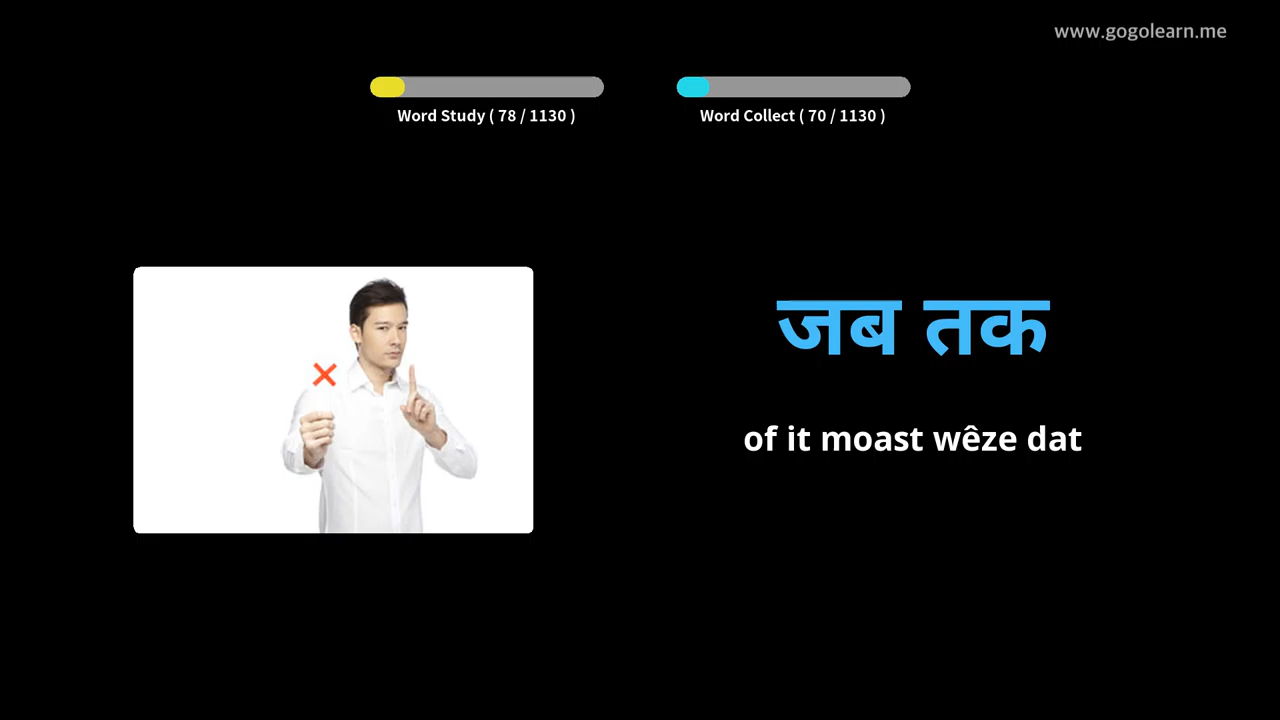 www.gogolearn.me
Word Study ( 78 / 1130 )
Word Collect ( 70 / 1130 )
जब तक
of it moast wêze dat